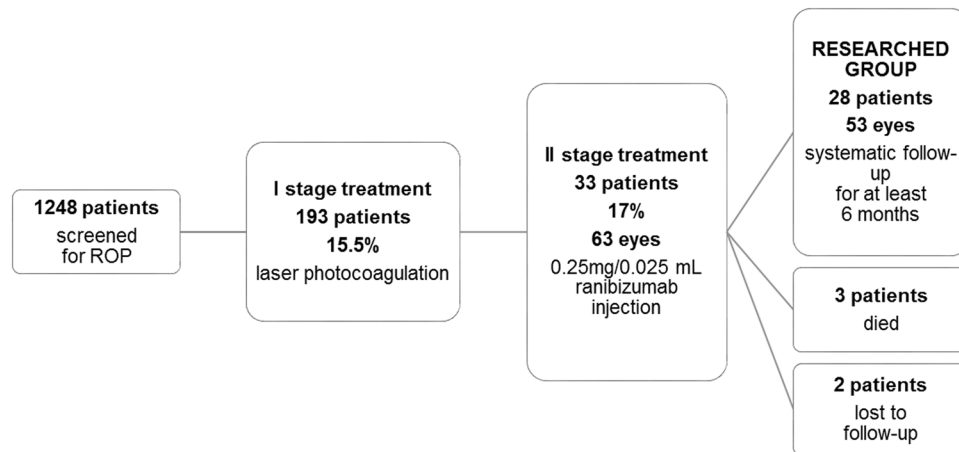 1248 patients
screened
for ROP
I stage treatment
193 patients
15.5%
laser photocoagulation
II stage treatment
33 patients
17%
63 eyes
0.25mg/0.025 mL
ranibizumab
injection
RESEARCHED
GROUP
28 patients
53 eyes
systematic follow-
up
for at least
6 months
3 patients
died
2 patients
lost to
follow-up